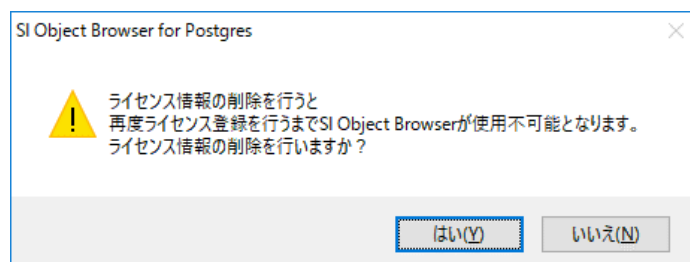 SI Object Browser for Postgres
ライセンス情報の削除を行うと
再度ライセンス登録を行うまでSI Object Browserが使用不可能となります。
ライセンス情報の削除を行いますか？
はい(Y) いいえ(N)